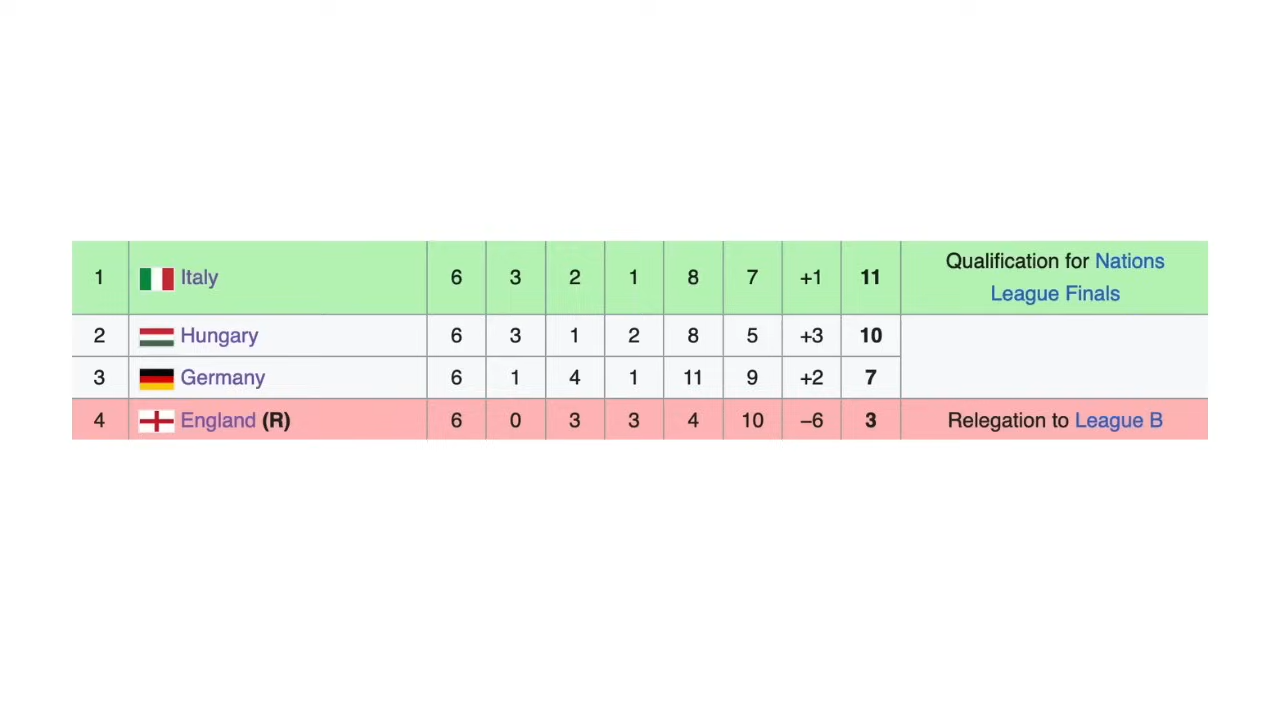 1 Italy 6 3 2 1 8 7 +1 11 Qualification for Nations
League Finals
2 Hungary 6 3 1 2 8 5 +3 10
3 Germany 6 1 4 1 11 9 +2 7
4 England (R) 6 0 3 3 4 10 −6 3 Relegation to League B